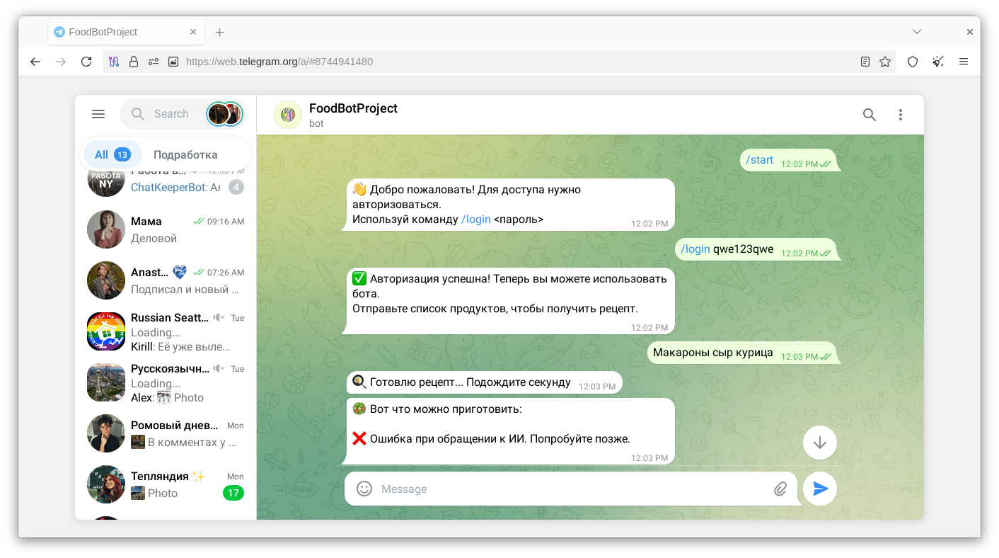 FoodBotProject
https://web.telegram.org/a/#8744941480
Search
All 13 Подработка
Работа в... 12:38 PM
РАБОТА NY
ChatKeeperBot: Ал 4
Мама 09:16 AM
Деловой
Anast... 07:26 AM
Подписал и новый ...
Russian Seatt... Tue
Loading...
Kirill: Её уже выле...
Русскоязычн... Tue
Loading...
Alex: Photo
Ромовый днев... Mon
В комментах у ...
Тепляндия ✨ Mon
Photo 17
FoodBotProject
bot
/start 12:02 PM
👋 Добро пожаловать! Для доступа нужно
авторизоваться.
Используй команду /login <пароль> 12:02 PM
/login qwe123qwe 12:02 PM
✅ Авторизация успешна! Теперь вы можете использовать
бота.
Отправьте список продуктов, чтобы получить рецепт.
12:02 PM
Макароны сыр курица 12:03 PM
🍳 Готовлю рецепт... Подождите секунду 12:03 PM
🥗 Вот что можно приготовить:
❌ Ошибка при обращении к ИИ. Попробуйте позже.
12:03 PM
Message